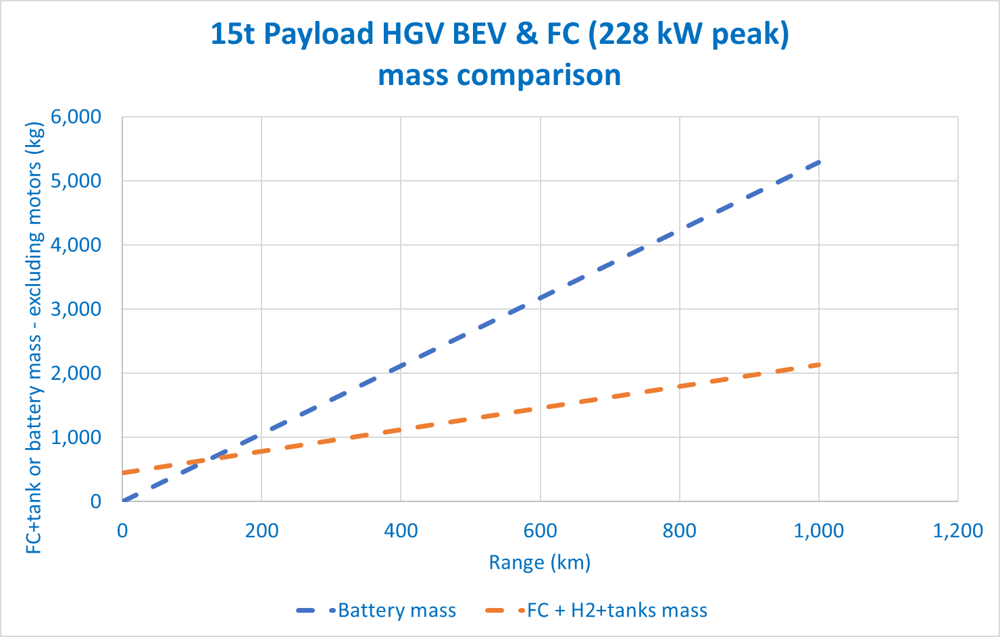 15t Payload HGV BEV & FC (228 kW peak)
mass comparison
FC+tank or battery mass - excluding motors (kg)
6,000
5,000
4,000
3,000
2,000
1,000
0
0 200 400 600 800 1,000 1,200
Range (km)
Battery mass FC + H2+tanks mass